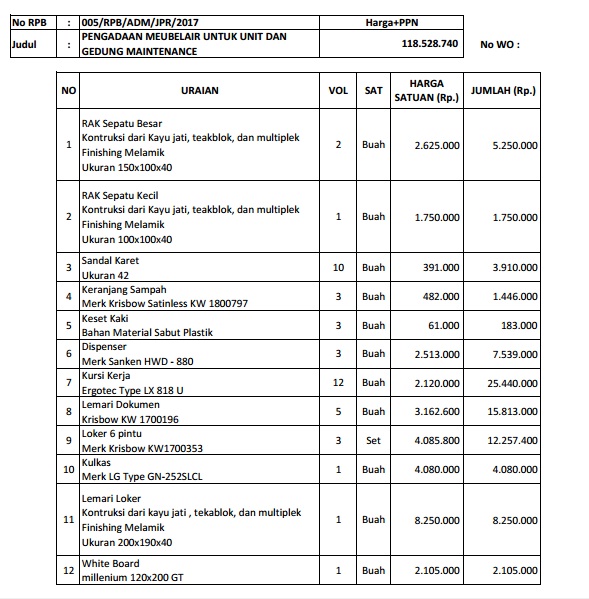 No RPB : 005/RPB/ADM/JPR/2017 Harga+PPN
Judul : PENGADAAN MEUBELAIR UNTUK UNIT DAN GEDUNG MAINTENANCE 118.528.740 No WO :
NO URAIAN VOL SAT HARGA SATUAN (Rp.) JUMLAH (Rp.)
1 RAK Sepatu Besar
Kontruksi dari Kayu jati, teakblok, dan multiplek
Finishing Melamik
Ukuran 150x100x40
2 Buah 2.625.000 5.250.000
2 RAK Sepatu Kecil
Kontruksi dari Kayu jati, teakblok, dan multiplek
Finishing Melamik
Ukuran 100x100x40
1 Buah 1.750.000 1.750.000
3 Sandal Karet
Ukuran 42
10 Buah 391.000 3.910.000
4 Keranjang Sampah
Merk Krisbow Satinless KW 1800797
3 Buah 482.000 1.446.000
5 Keset Kaki
Bahan Material Sabut Plastik
3 Buah 61.000 183.000
6 Dispenser
Merk Sanken HWD - 880
3 Buah 2.513.000 7.539.000
7 Kursi Kerja
Ergotec Type LX 818 U
12 Buah 2.120.000 25.440.000
8 Lemari Dokumen
Krisbow KW 1700196
5 Buah 3.162.600 15.813.000
9 Loker 6 pintu
Merk Krisbow KW1700353
3 Set 4.085.800 12.257.400
10 Kulkas
Merk LG Type GN-252SLCL
1 Buah 4.080.000 4.080.000
11 Lemari Loker
Kontruksi dari kayu jati , tekablok, dan multiplek
Finishing Melamik
Ukuran 200x190x40
1 Buah 8.250.000 8.250.000
12 White Board
millenium 120x200 GT
1 Buah 2.105.000 2.105.000